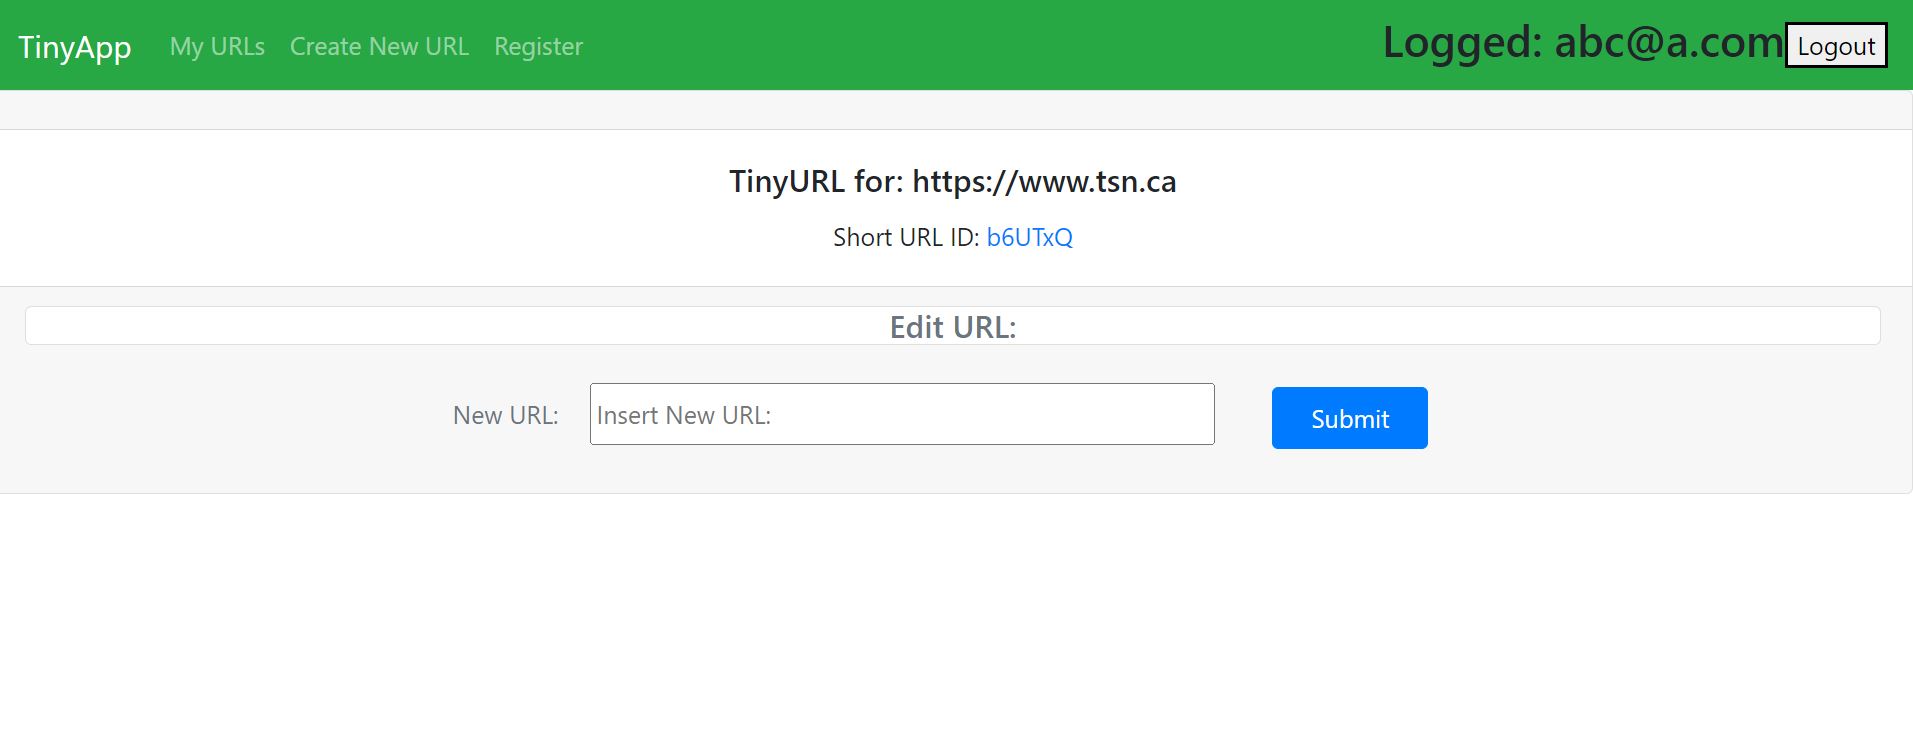 TinyApp My URLs Create New URL Register Logged: abc@a.com Logout
TinyURL for: https://www.tsn.ca
Short URL ID: b6UTxQ
Edit URL:
New URL: Insert New URL: Submit